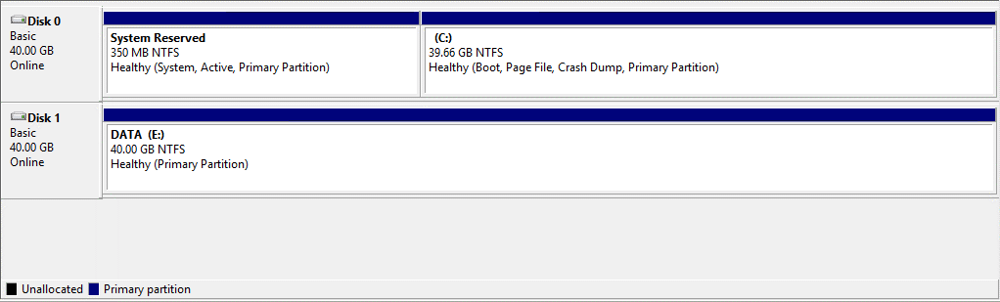 Disk 0
Basic
40.00 GB
Online
System Reserved
350 MB NTFS
Healthy (System, Active, Primary Partition)
(C:)
39.66 GB NTFS
Healthy (Boot, Page File, Crash Dump, Primary Partition)
Disk 1
Basic
40.00 GB
Online
DATA (E:)
40.00 GB NTFS
Healthy (Primary Partition)
Unallocated Primary partition